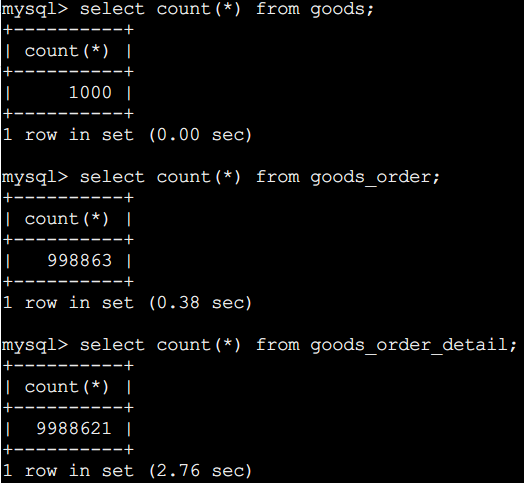 mysql> select count(*) from goods;
+----------+
| count(*) |
+----------+
|     1000 |
+----------+
1 row in set (0.00 sec)
mysql> select count(*) from goods_order;
+----------+
| count(*) |
+----------+
|   998863 |
+----------+
1 row in set (0.38 sec)
mysql> select count(*) from goods_order_detail;
+----------+
| count(*) |
+----------+
|  9988621 |
+----------+
1 row in set (2.76 sec)